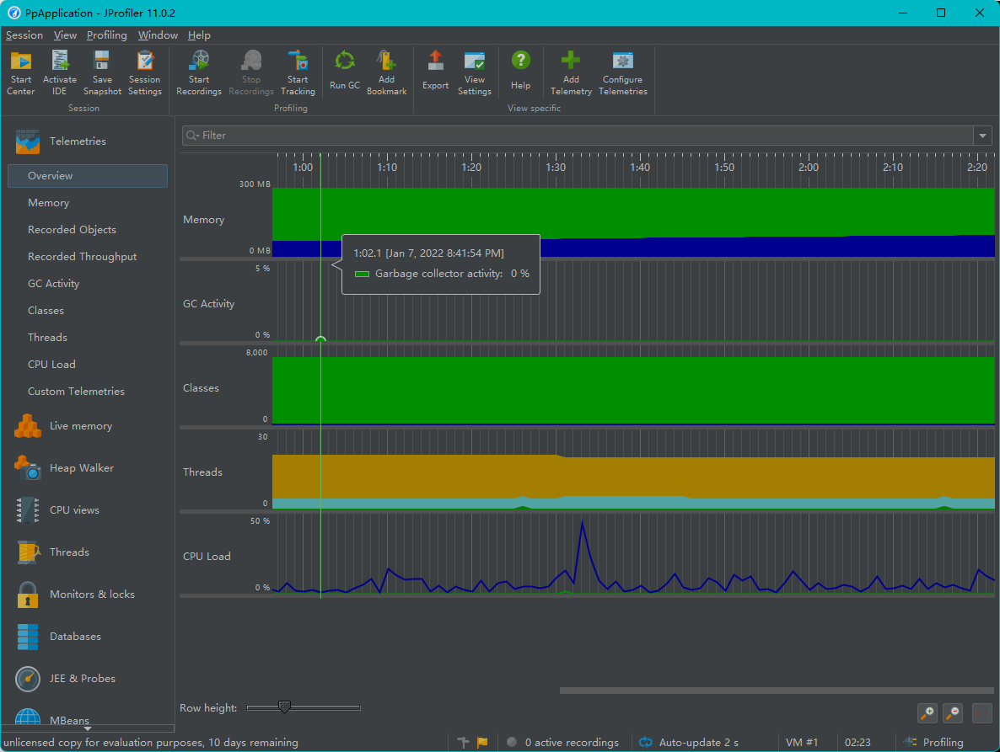 PpApplication - JProfiler 11.0.2
Session View Profiling Window Help
Start Center
Activate IDE
Save Snapshot
Session Settings
Start Recordings
Stop Recordings
Start Tracking
Run GC
Add Bookmark
Export
View Settings
Help
Add Telemetry
Configure Telemetries
Session
Profiling
View specific
Telemetries
Overview
Memory
Recorded Objects
Recorded Throughput
GC Activity
Classes
Threads
CPU Load
Custom Telemetries
Live memory
Heap Walker
CPU views
Threads
Monitors & locks
Databases
JEE & Probes
MBeans
Filter
1:00 1:10 1:20 1:30 1:40 1:50 2:00 2:10 2:20
300 MB
Memory
0 MB
1:02.1 [Jan 7, 2022 8:41:54 PM]
Garbage collector activity: 0 %
5 %
GC Activity
0 %
8,000
Classes
0
30
Threads
0
50 %
CPU Load
0 %
Row height:
unlicensed copy for evaluation purposes, 10 days remaining
0 active recordings
Auto-update 2 s
VM #1
02:23
Profiling